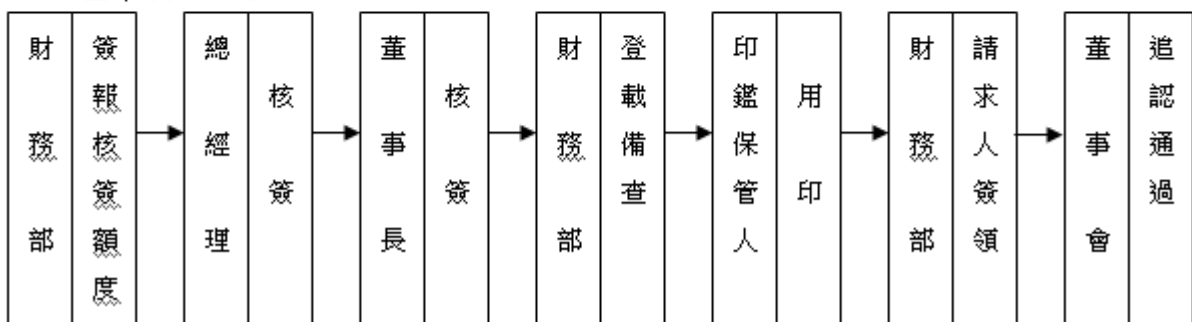 財務部
簽報核簽額度
總經理
核簽
董事長
核簽
財務部
登載備查
印鑑保管人
用印
財務部
請求人簽領
董事會
追認通過